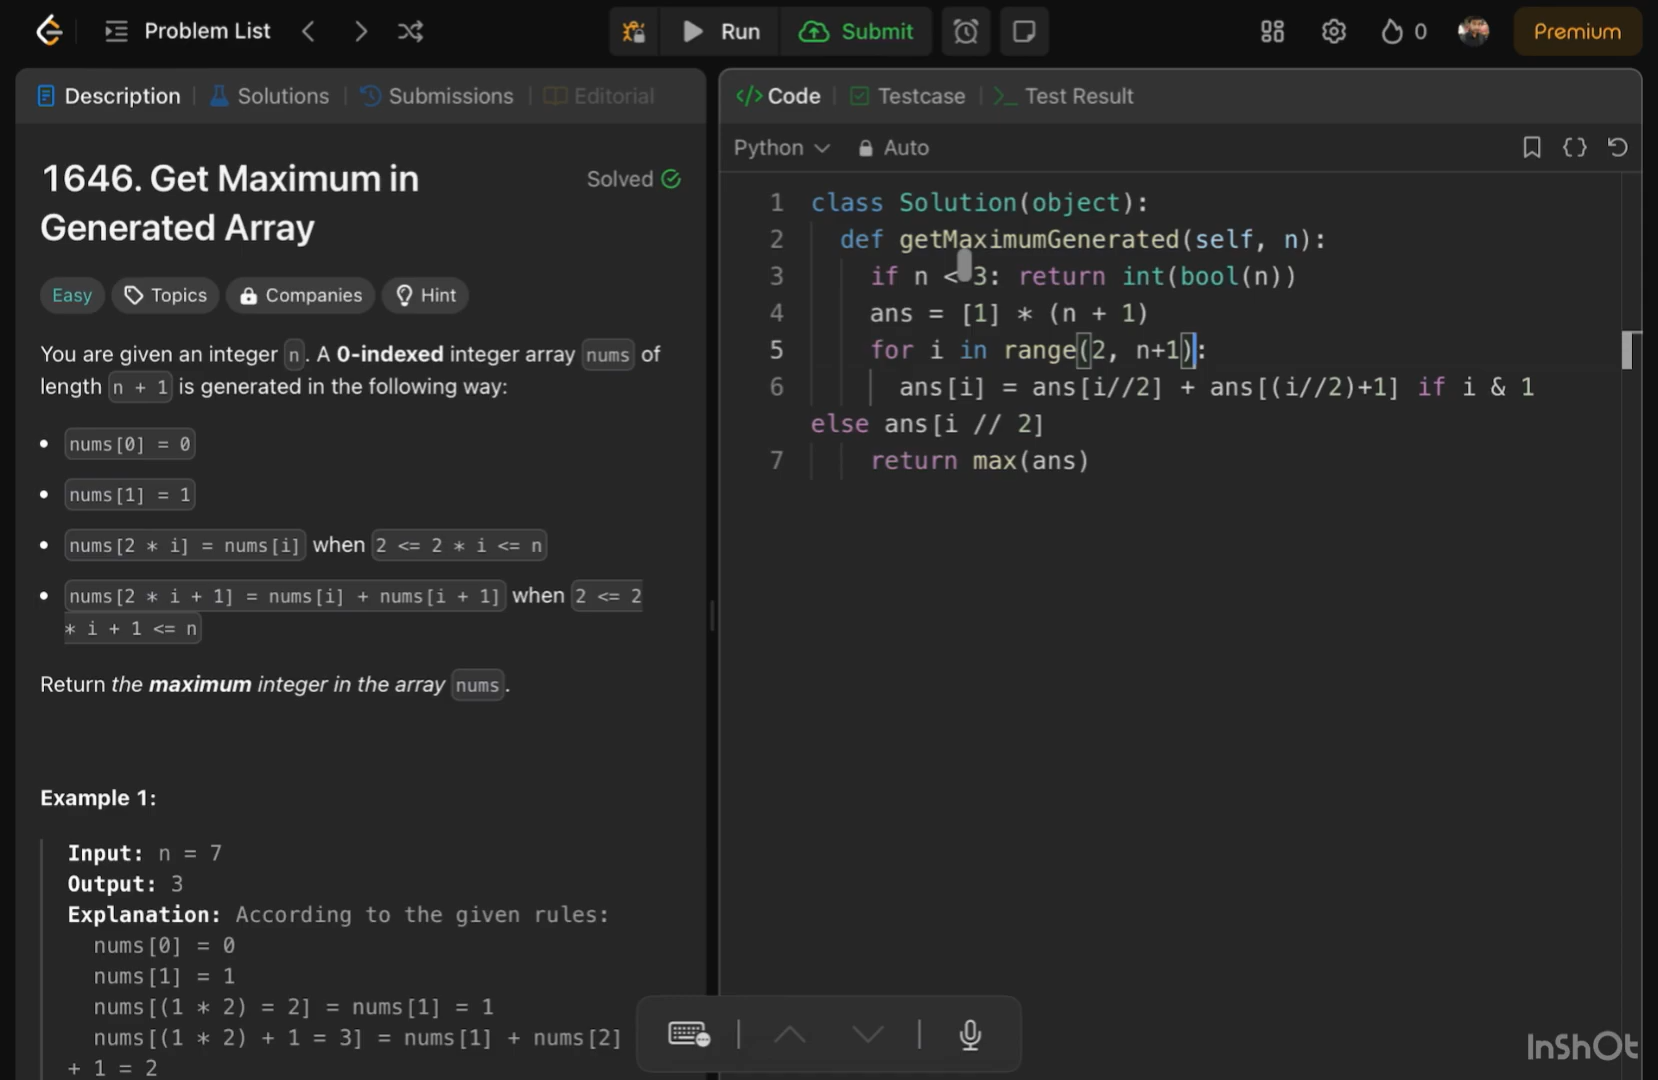 Problem List
Run
Submit
0
Premium
Description
Solutions
Submissions
Editorial
1646. Get Maximum in
Generated Array
Solved
Easy
Topics
Companies
Hint
You are given an integer n. A 0-indexed integer array nums of
length n + 1 is generated in the following way:
• nums[0] = 0
• nums[1] = 1
• nums[2 * i] = nums[i] when 2 <= 2 * i <= n
• nums[2 * i + 1] = nums[i] + nums[i + 1] when 2 <= 2
* i + 1 <= n
Return the maximum integer in the array nums.
Example 1:
Input: n = 7
Output: 3
Explanation: According to the given rules:
nums[0] = 0
nums[1] = 1
nums[(1 * 2) = 2] = nums[1] = 1
nums[(1 * 2) + 1 = 3] = nums[1] + nums[2]
+ 1 = 2
</> Code
Testcase
>_ Test Result
Python
Auto
{}
1 class Solution(object):
2 def getMaximumGenerated(self, n):
3 if n < 3: return int(bool(n))
4 ans = [1] * (n + 1)
5 for i in range(2, n+1):
6 ans[i] = ans[i//2] + ans[(i//2)+1] if i & 1
else ans[i // 2]
7 return max(ans)
InShOt